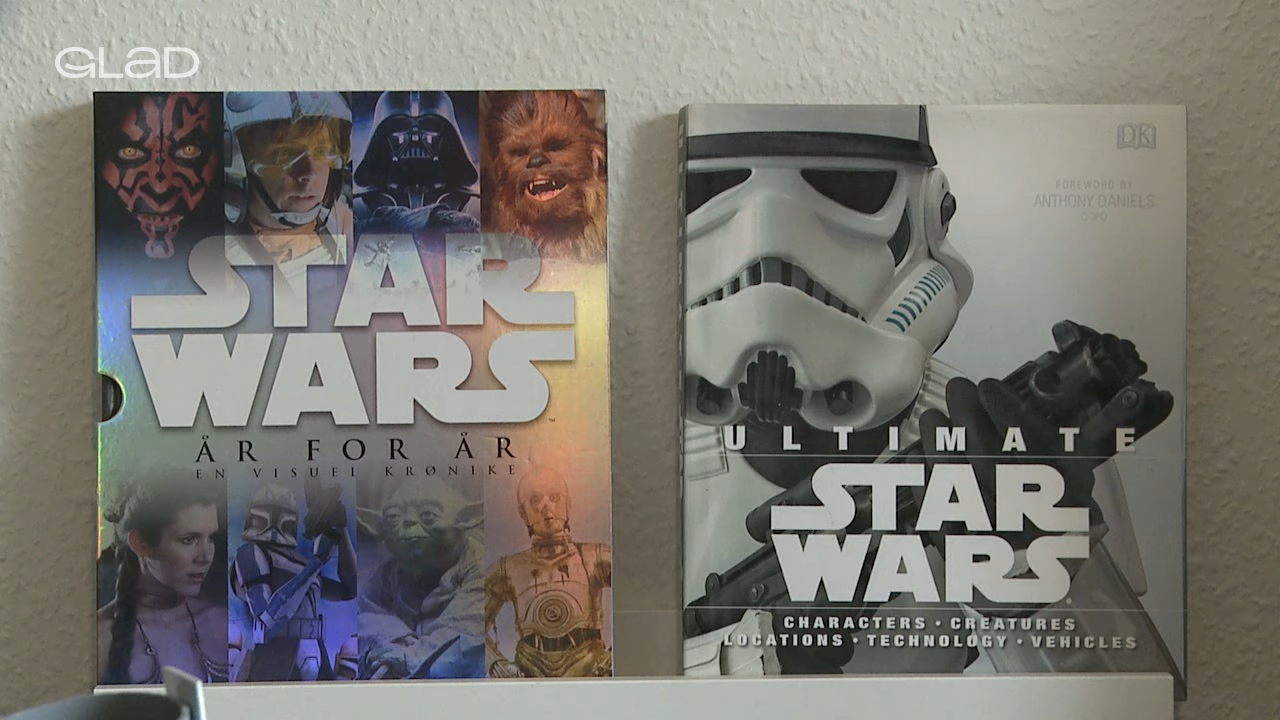 GLAD
STAR
WARS
ÅR FOR ÅR
EN VISUEL KRØNIKE
DK
FOREWORD BY
ANTHONY DANIELS
C-3PO
ULTIMATE
STAR
WARS
CHARACTERS • CREATURES
LOCATIONS • TECHNOLOGY • VEHICLES